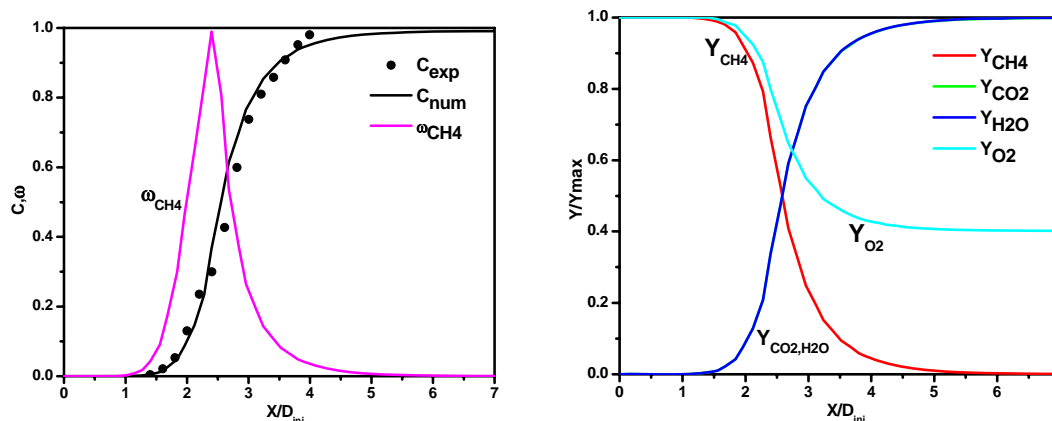 1.0
0.8
0.6
0.4
0.2
0.0
C,ω
C_exp
C_num
ω_CH4
ω_CH4
0 1 2 3 4 5 6 7
X/D_inj
1.0
0.8
0.6
0.4
0.2
0.0
Y/Ymax
Y_CH4
Y_CH4
Y_CO2
Y_H2O
Y_O2
Y_O2
Y_CO2,H2O
0 1 2 3 4 5 6
X/D_inj